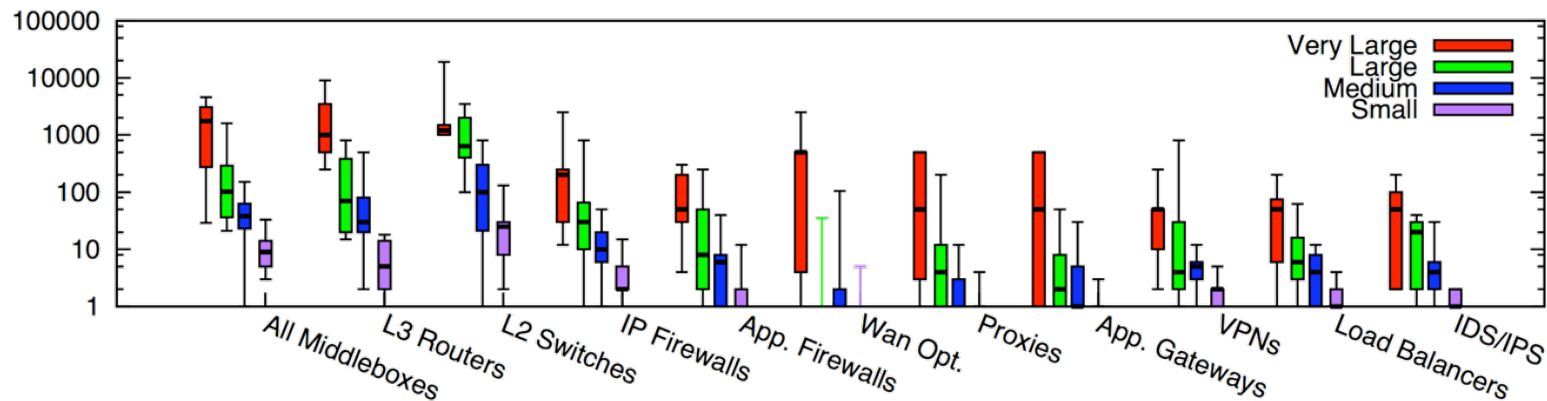 100000
10000
1000
100
10
1
Very Large
Large
Medium
Small
All Middleboxes
L3 Routers
L2 Switches
IP Firewalls
App. Firewalls
Wan Opt.
Proxies
App. Gateways
VPNs
Load Balancers
IDS/IPS